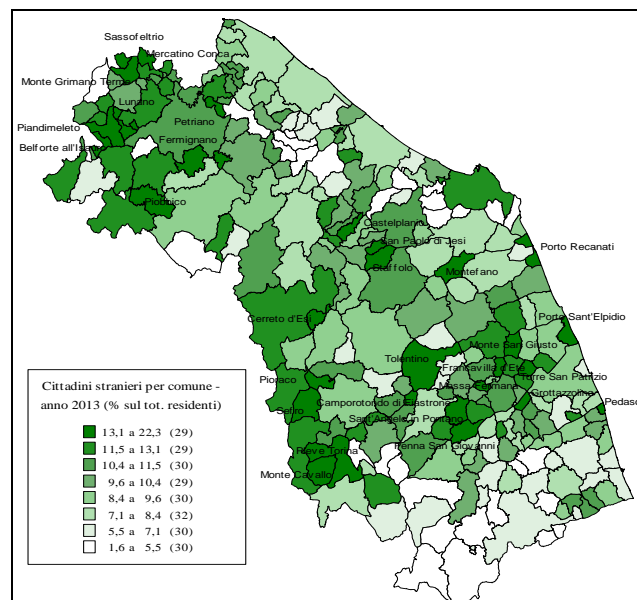 Sassofeltrio
Mercatino Conca
Monte Grimano Terme
Lunano
Petriano
Piandimeleto
Fermignano
Belforte all'Isauro
Piobbico
Castelplanio
San Paolo di Jesi
Porto Recanati
Staffolo
Montefano
Cerreto d'Esi
Porto Sant'Elpidio
Monte San Giusto
Tolentino
Francavilla d'Ete
Pioraco
Torre San Patrizio
Massa Fermana
Grottazzolina
Camporotondo di Fiastrone
Pedaso
Sefro
Sant'Angelo in Pontano
Pieve Torina
Penna San Giovanni
Monte Cavallo
Cittadini stranieri per comune -
anno 2013 (% sul tot. residenti)
13,1 a 22,3 (29)
11,5 a 13,1 (29)
10,4 a 11,5 (30)
9,6 a 10,4 (29)
8,4 a 9,6 (30)
7,1 a 8,4 (32)
5,5 a 7,1 (30)
1,6 a 5,5 (30)